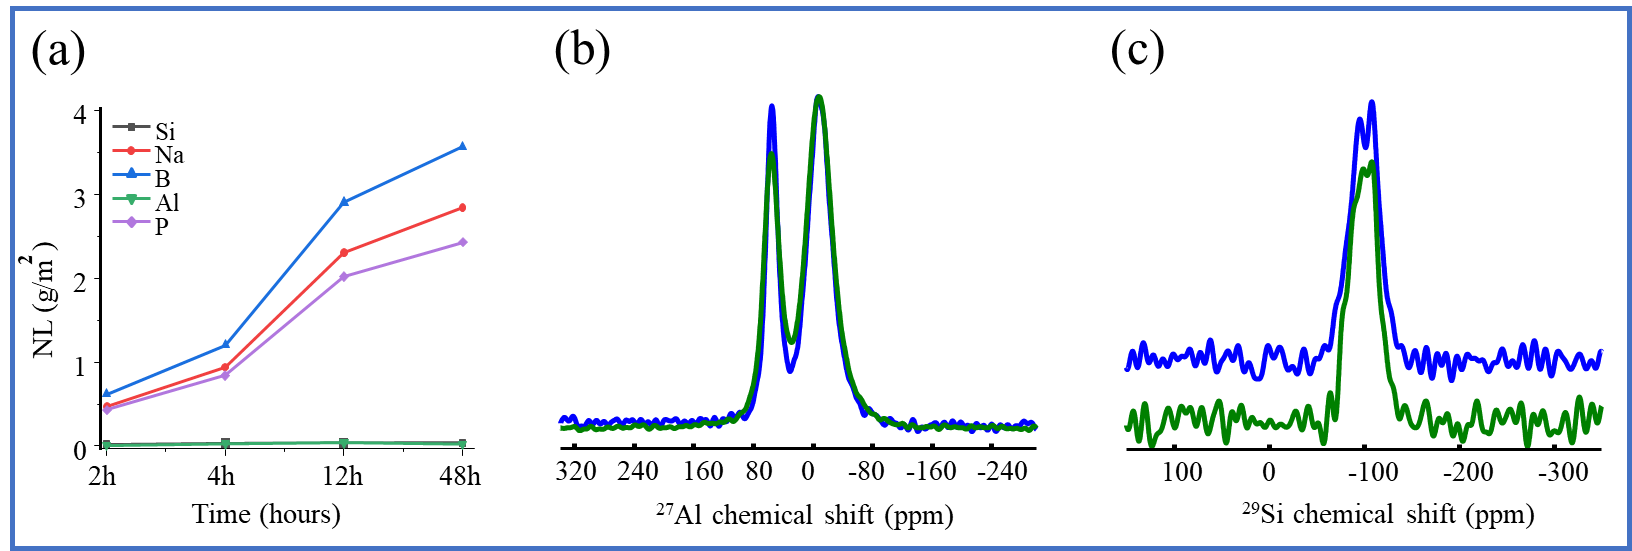 (a)
NL (g/m²)
4
3
2
1
0
Si
Na
B
Al
P
2h 4h 12h 48h
Time (hours)
(b)
320 240 160 80 0 -80 -160 -240
²⁷Al chemical shift (ppm)
(c)
100 0 -100 -200 -300
²⁹Si chemical shift (ppm)